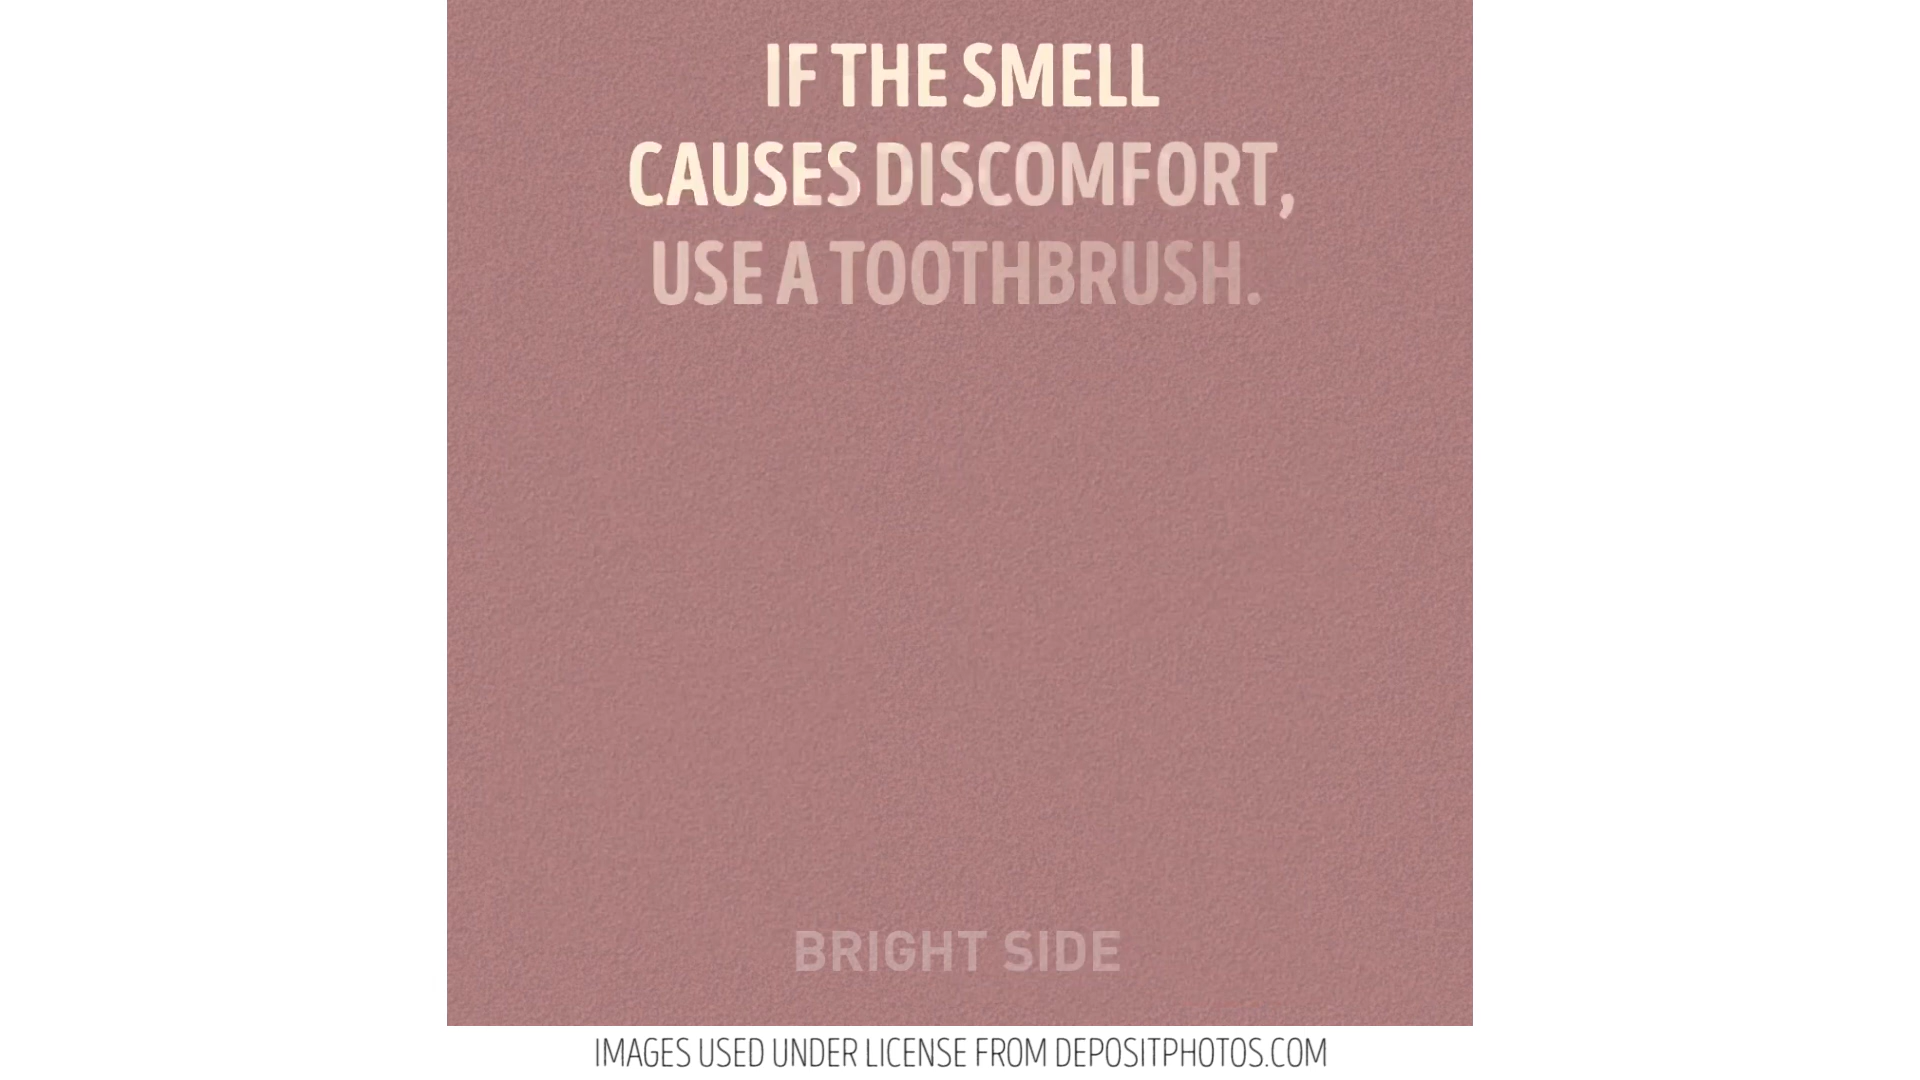 IF THE SMELL
CAUSES DISCOMFORT,
USE A TOOTHBRUSH.
BRIGHT SIDE
IMAGES USED UNDER LICENSE FROM DEPOSITPHOTOS.COM